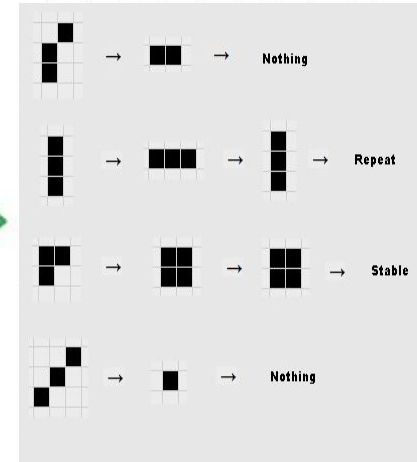 → → Nothing
→ → → Repeat
→ → → Stable
→ → Nothing